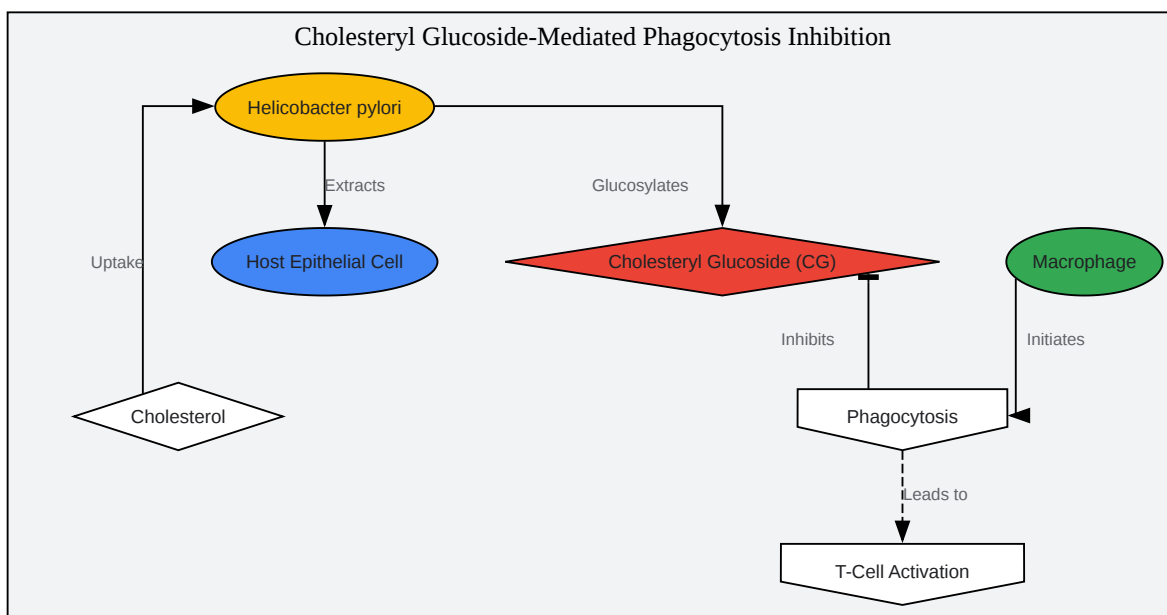 Cholesteryl Glucoside-Mediated Phagocytosis Inhibition
Helicobacter pylori
Extracts
Glucosylates
Uptake
Host Epithelial Cell
Cholesteryl Glucoside (CG)
Macrophage
Inhibits
Initiates
Cholesterol
Phagocytosis
Leads to
T-Cell Activation